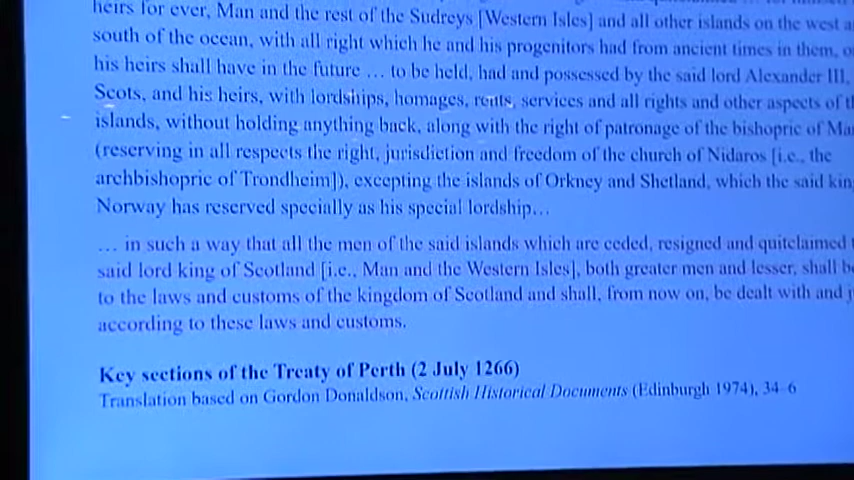 heirs for ever, Man and the rest of the Sudreys [Western Isles] and all other islands on the west
south of the ocean, with all right which he and his progenitors had from ancient times in them,
his heirs shall have in the future … to be held, had and possessed by the said lord Alexander III,
Scots, and his heirs, with lordships, homages, rents, services and all rights and other aspects of
islands, without holding anything back, along with the right of patronage of the bishopric of
(reserving in all respects the right, jurisdiction and freedom of the church of Nidaros [i.e., the
archbishopric of Trondheim]), excepting the islands of Orkney and Shetland, which the said
Norway has reserved specially as his special lordship…
… in such a way that all the men of the said islands which are ceded, resigned and quitclaimed
said lord king of Scotland [i.e., Man and the Western Isles], both greater men and lesser, shall
to the laws and customs of the kingdom of Scotland and shall, from now on, be dealt with and
according to these laws and customs.
Key sections of the Treaty of Perth (2 July 1266)
Translation based on Gordon Donaldson, Scottish Historical Documents (Edinburgh 1974), 34-6